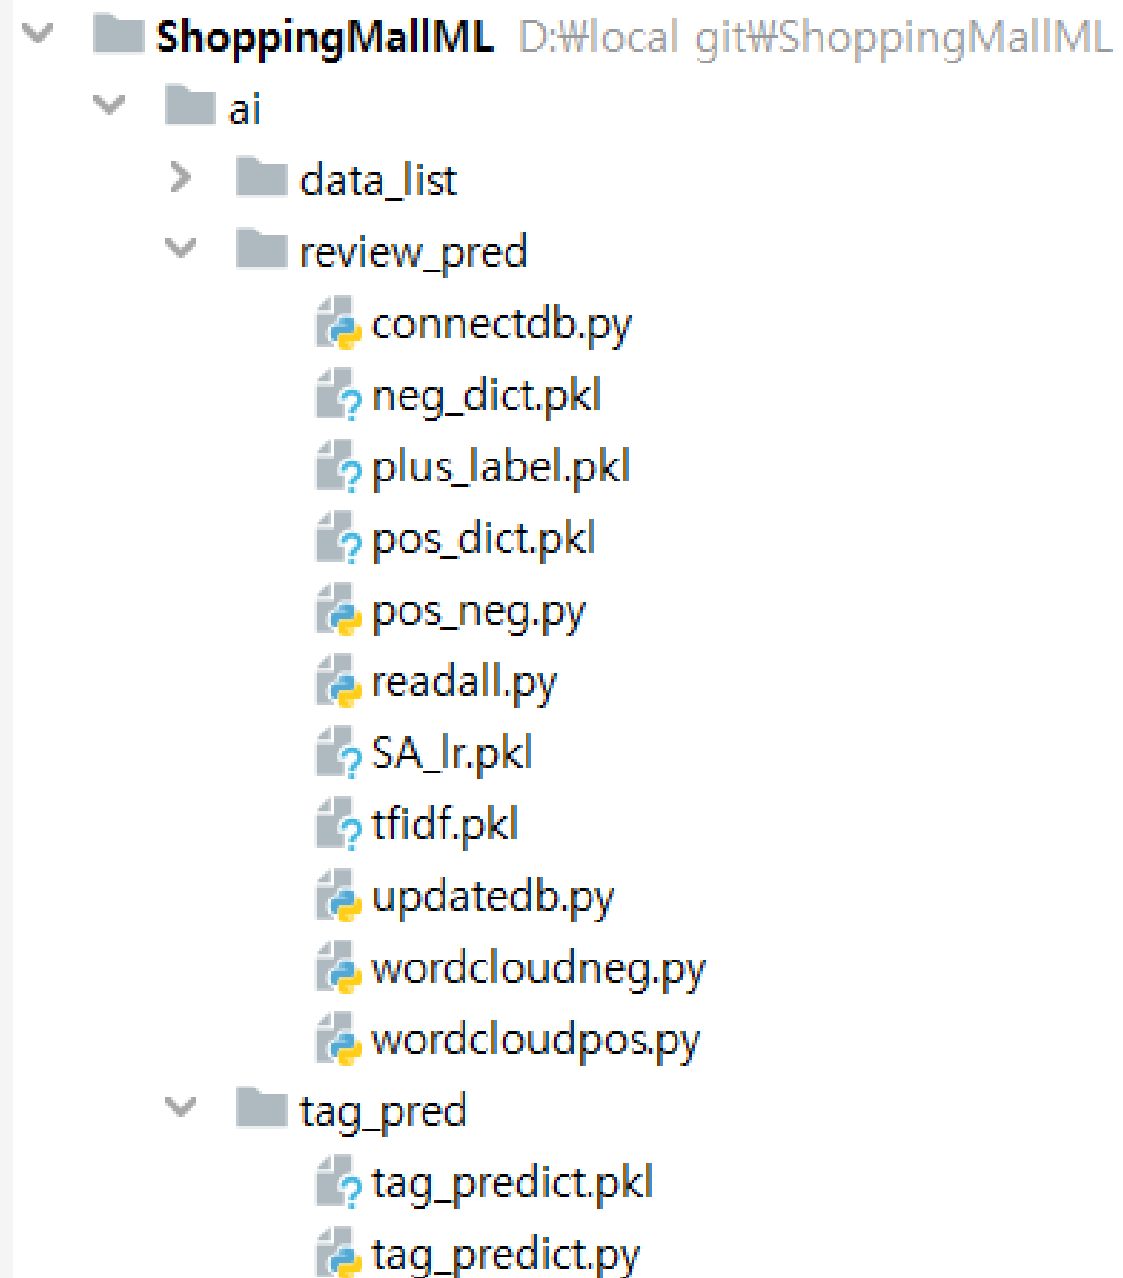 ShoppingMallML D:₩local git₩ShoppingMallML
ai
data_list
review_pred
connectdb.py
neg_dict.pkl
plus_label.pkl
pos_dict.pkl
pos_neg.py
readall.py
SA_lr.pkl
tfidf.pkl
updatedb.py
wordcloudneg.py
wordcloudpos.py
tag_pred
tag_predict.pkl
tag_predict.py